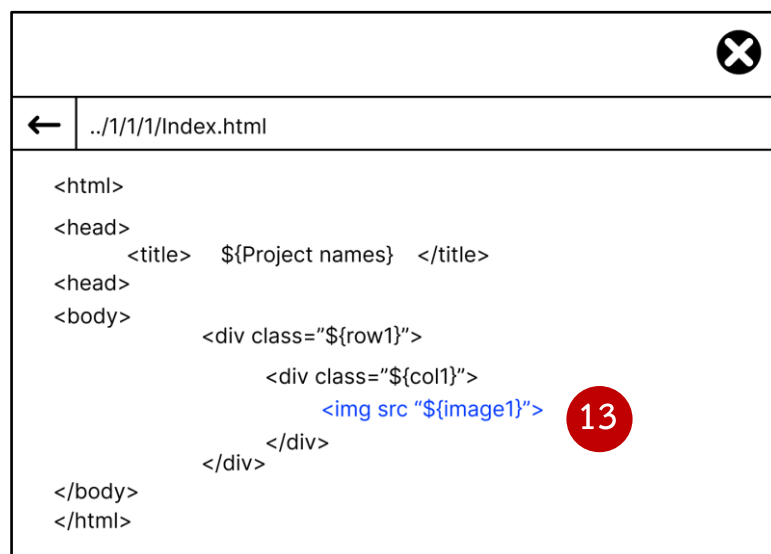 ../1/1/1/Index.html
<html>
<head>
<title> ${Project names} </title>
<head>
<body>
<div class=”${row1}”>
<div class=”${col1}”>
<img src “${image1}”>
13
</div>
</div>
</body>
</html>